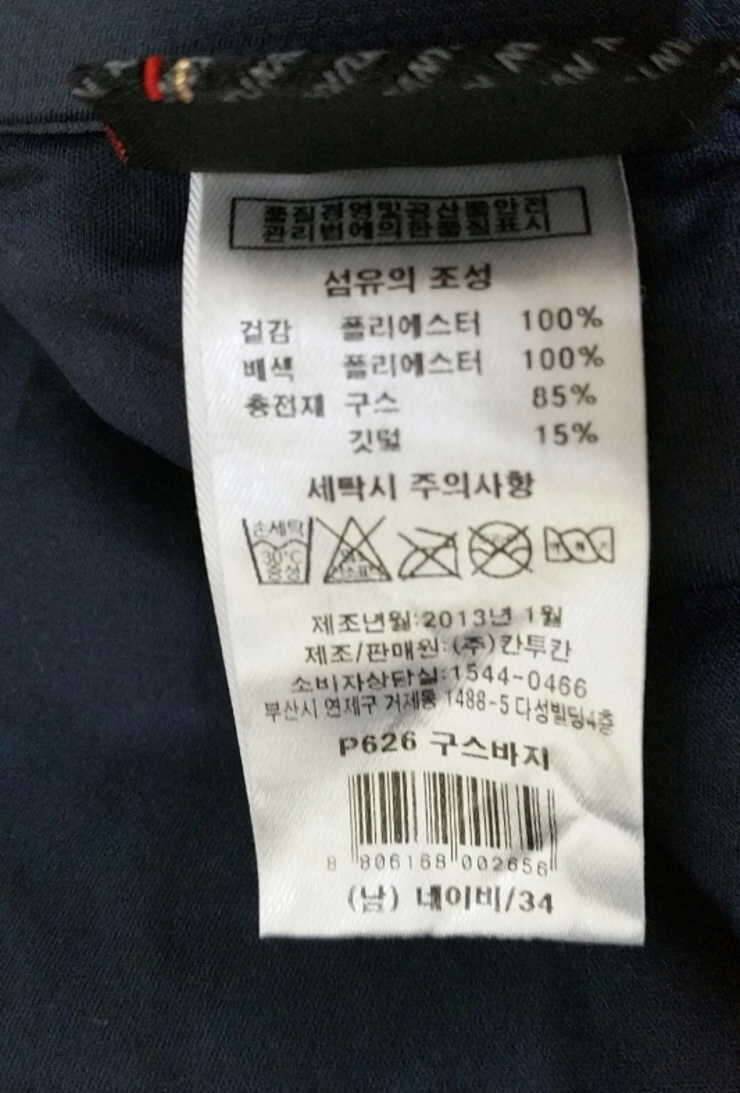 품질경영및공산품안전
관리법에의한품질표시
섬유의 조성
겉감 폴리에스터 100%
배색 폴리에스터 100%
충전재 구스 85%
깃털 15%
세탁시 주의사항
손세탁
30°C
중성
제조년월:2013년 1월
제조/판매원:(주)칸투칸
소비자상담실:1544-0466
부산시 연제구 거제동 1488-5 다성빌딩4층
P626 구스바지
8 806168 002656
(남) 네이비/34